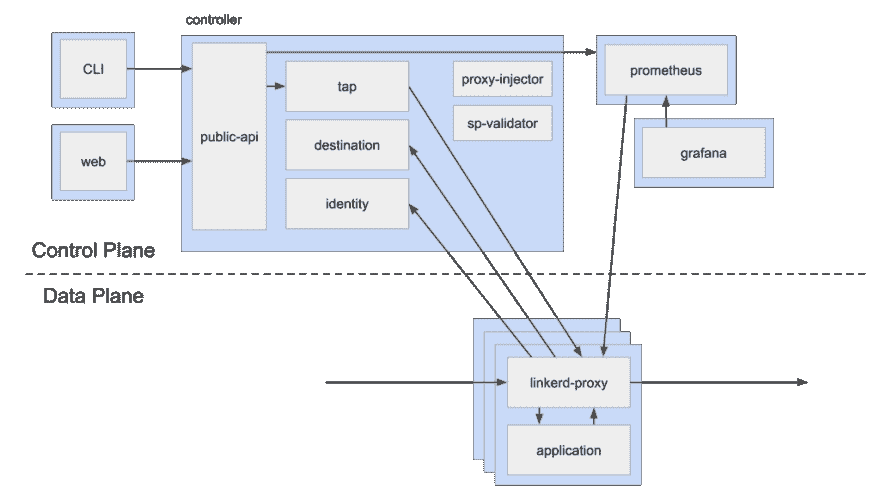 controller
CLI
web
public-api
tap
destination
identity
proxy-injector
sp-validator
prometheus
grafana
Control Plane
Data Plane
linkerd-proxy
application